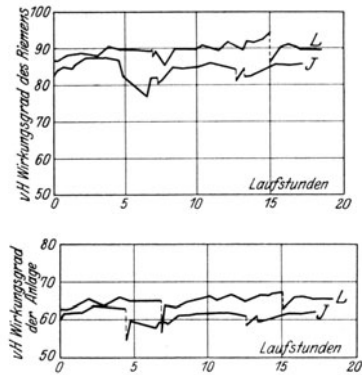 vH Wirkungsgrad des Riemens
100
90
80
70
60
50
L
J
Laufstunden
0
5
10
15
20
vH Wirkungsgrad
der Anlage
80
70
60
50
L
J
Laufstunden
0
5
10
15
20